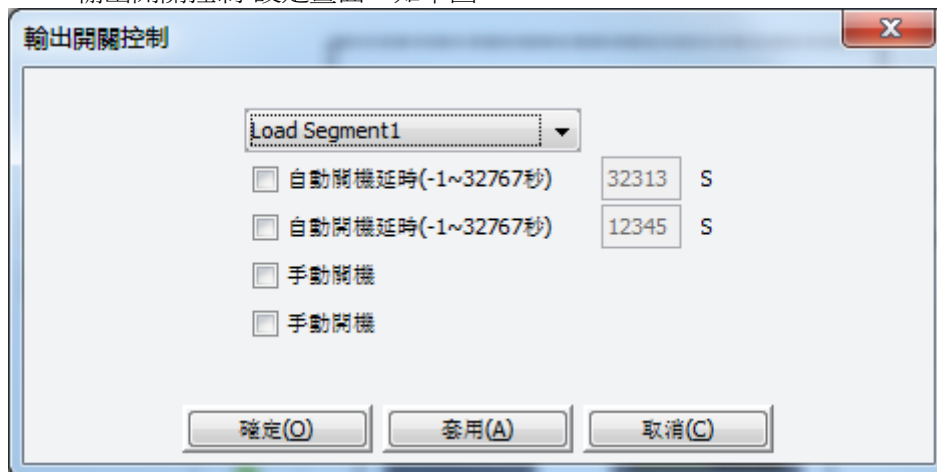 輸出開關控制
Load Segment1
自動關機延時(-1~32767秒) 32313 S
自動開機延時(-1~32767秒) 12345 S
手動關機
手動開機
確定(O) 套用(A) 取消(C)